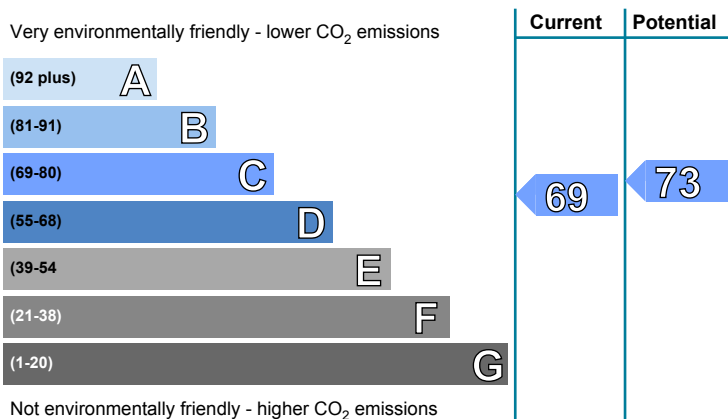 Current Potential
Very environmentally friendly - lower CO2 emissions
(92 plus) A
(81-91) B
(69-80) C
69 73
(55-68) D
(39-54 E
(21-38) F
(1-20) G
Not environmentally friendly - higher CO2 emissions